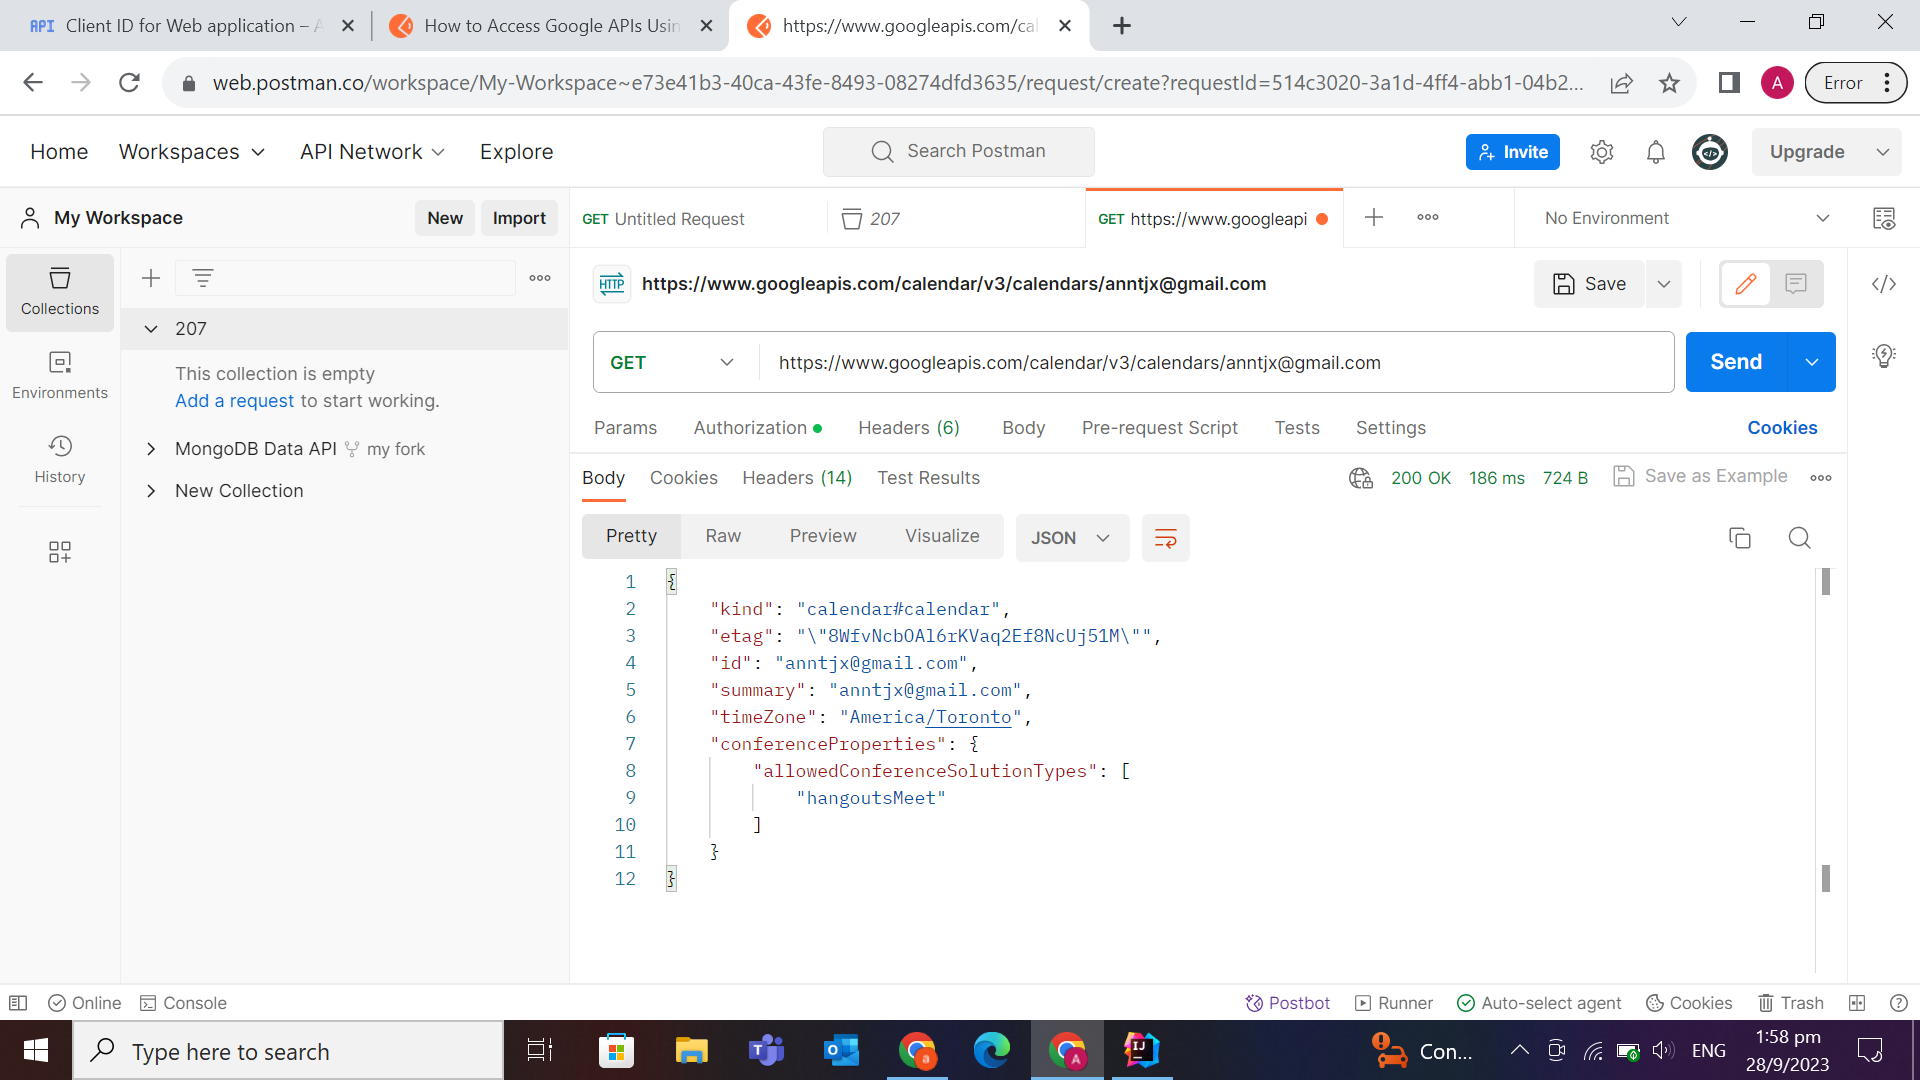 API Client ID for Web application – A
How to Access Google APIs Usin
https://www.googleapis.com/cal
web.postman.co/workspace/My-Workspace~e73e41b3-40ca-43fe-8493-08274dfd3635/request/create?requestId=514c3020-3a1d-4ff4-abb1-04b2...
A
Error
Home
Workspaces
API Network
Explore
Search Postman
Invite
Upgrade
My Workspace
New
Import
GET Untitled Request
207
GET https://www.googleapi
No Environment
Collections
Environments
History
207
This collection is empty
Add a request to start working.
MongoDB Data API my fork
New Collection
HTTP
https://www.googleapis.com/calendar/v3/calendars/anntjx@gmail.com
Save
GET
https://www.googleapis.com/calendar/v3/calendars/anntjx@gmail.com
Send
Params
Authorization
Headers (6)
Body
Pre-request Script
Tests
Settings
Cookies
Body
Cookies
Headers (14)
Test Results
200 OK
186 ms
724 B
Save as Example
Pretty
Raw
Preview
Visualize
JSON
1 {
2 "kind": "calendar#calendar",
3 "etag": "\"8WfvNcbOAl6rKVaq2Ef8NcUj51M\"",
4 "id": "anntjx@gmail.com",
5 "summary": "anntjx@gmail.com",
6 "timeZone": "America/Toronto",
7 "conferenceProperties": {
8 "allowedConferenceSolutionTypes": [
9 "hangoutsMeet"
10 ]
11 }
12 }
Online
Console
Postbot
Runner
Auto-select agent
Cookies
Trash
Type here to search
Con...
ENG
1:58 pm
28/9/2023